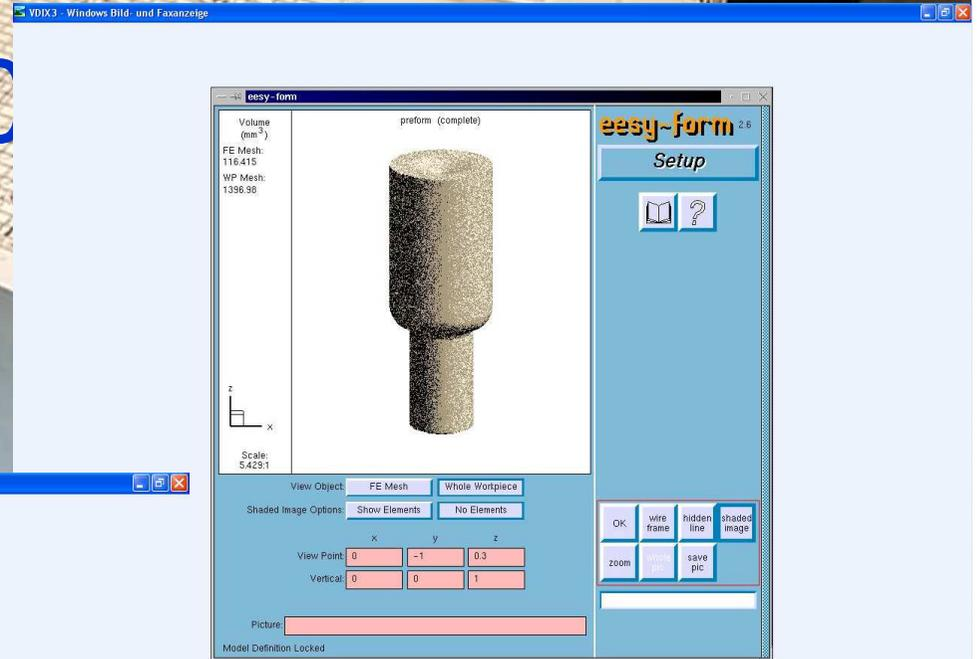 VDIX3 - Windows Bild- und Faxanzeige
eesy-form
Volume
(mm³)
FE Mesh:
116.415
WP Mesh:
1396.98
preform (complete)
z
x
Scale:
5.429:1
eesy-form 2.6
Setup
?
View Object: FE Mesh Whole Workpiece
Shaded Image Options: Show Elements No Elements
x y z
View Point: 0 -1 0.3
Vertical: 0 0 1
Picture:
Model Definition Locked
OK wire frame hidden line shaded image
zoom whole pic save pic